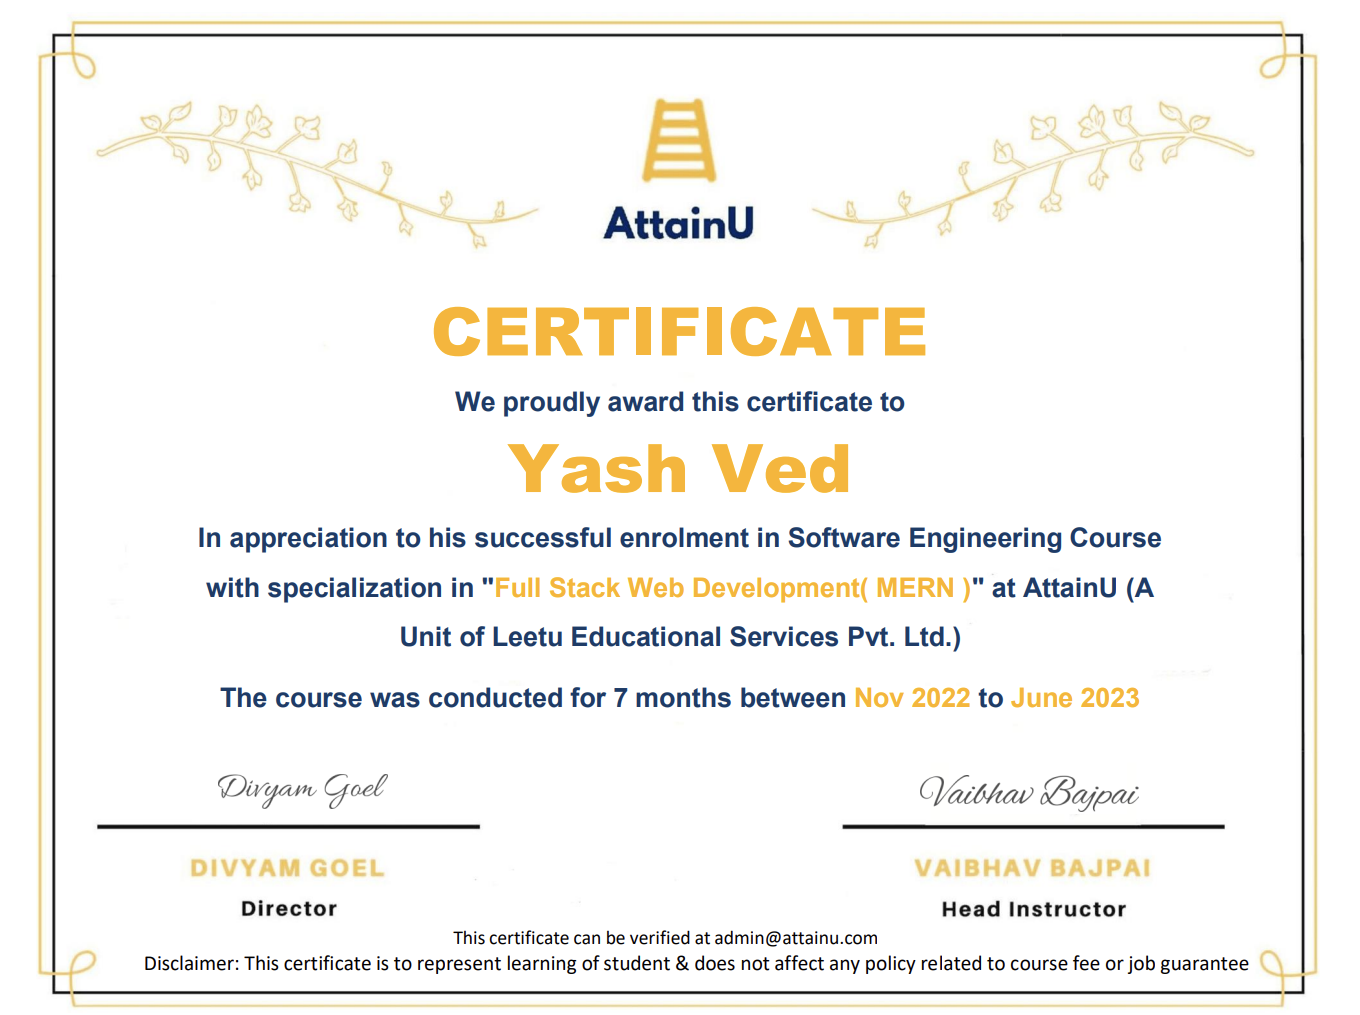 AttainU
CERTIFICATE
We proudly award this certificate to
Yash Ved
In appreciation to his successful enrolment in Software Engineering Course
with specialization in "Full Stack Web Development( MERN )" at AttainU (A
Unit of Leetu Educational Services Pvt. Ltd.)
The course was conducted for 7 months between Nov 2022 to June 2023
Divyam Goel
Vaibhav Bajpai
DIVYAM GOEL
VAIBHAV BAJPAI
Director
Head Instructor
This certificate can be verified at admin@attainu.com
Disclaimer: This certificate is to represent learning of student & does not affect any policy related to course fee or job guarantee